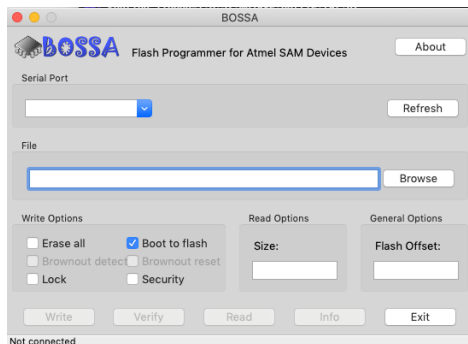 BOSSA
BOSSA Flash Programmer for Atmel SAM Devices About
Serial Port
Refresh
File
Browse
Write Options Read Options General Options
Erase all Boot to flash Size: Flash Offset:
Brownout detect Brownout reset
Lock Security
Write Verify Read Info Exit
Not connected